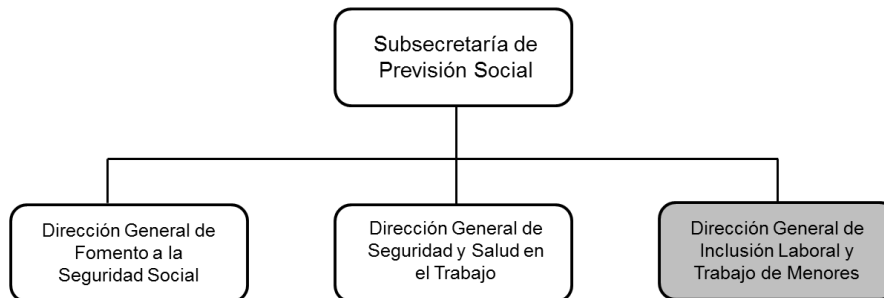 Subsecretaría de
Previsión Social
Dirección General de
Fomento a la
Seguridad Social
Dirección General de
Seguridad y Salud en
el Trabajo
Dirección General de
Inclusión Laboral y
Trabajo de Menores